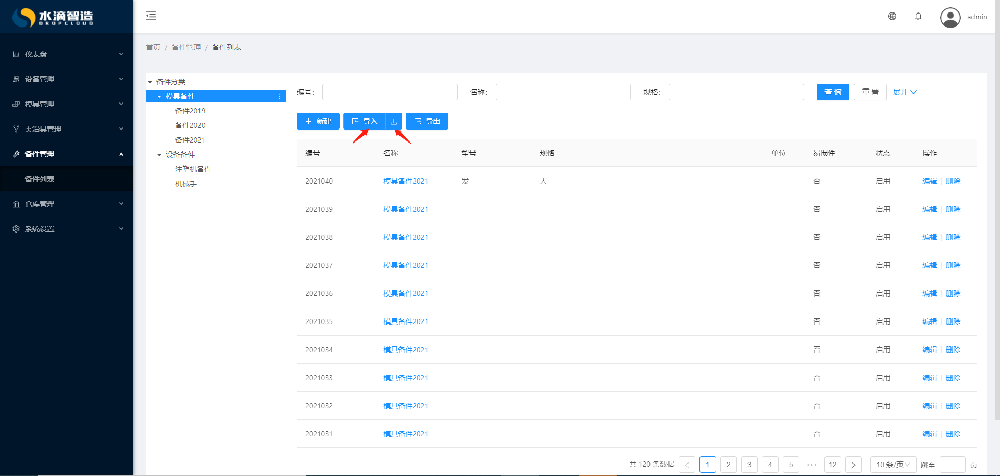 水滴智造
DROPCLOUD
admin
仪表盘
设备管理
模具管理
夹治具管理
备件管理
备件列表
仓库管理
系统设置
首页 / 备件管理 / 备件列表
备件分类
模具备件
备件2019
备件2020
备件2021
设备备件
注塑机备件
机械手
编号: 名称: 规格: 查 询 重 置 展开
新建 导入 导出
编号 名称 型号 规格 单位 易损件 状态 操作
2021040 模具备件2021 发 人 否 启用 编辑 删除
2021039 模具备件2021 否 启用 编辑 删除
2021038 模具备件2021 否 启用 编辑 删除
2021037 模具备件2021 否 启用 编辑 删除
2021036 模具备件2021 否 启用 编辑 删除
2021035 模具备件2021 否 启用 编辑 删除
2021034 模具备件2021 否 启用 编辑 删除
2021033 模具备件2021 否 启用 编辑 删除
2021032 模具备件2021 否 启用 编辑 删除
2021031 模具备件2021 否 启用 编辑 删除
共 120 条数据 < 1 2 3 4 5 ••• 12 > 10 条/页 跳至 页